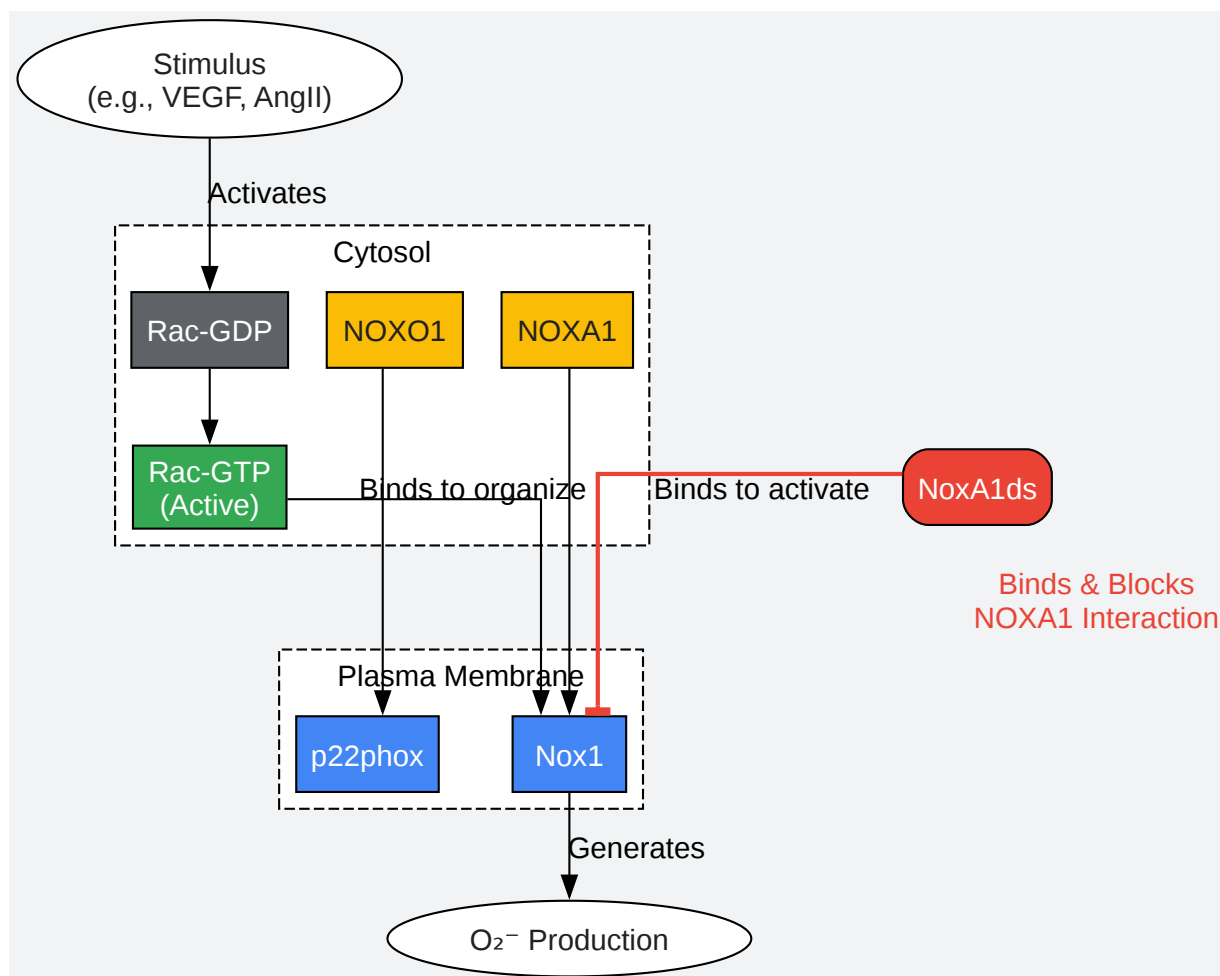 Stimulus
(e.g., VEGF, AngII)
Activates
Cytosol
Rac-GDP
NOXO1
NOXA1
Rac-GTP
(Active)
Binds to organize
Binds to activate
NoxA1ds
Binds & Blocks
NOXA1 Interaction
Plasma Membrane
p22phox
Nox1
Generates
O₂⁻ Production